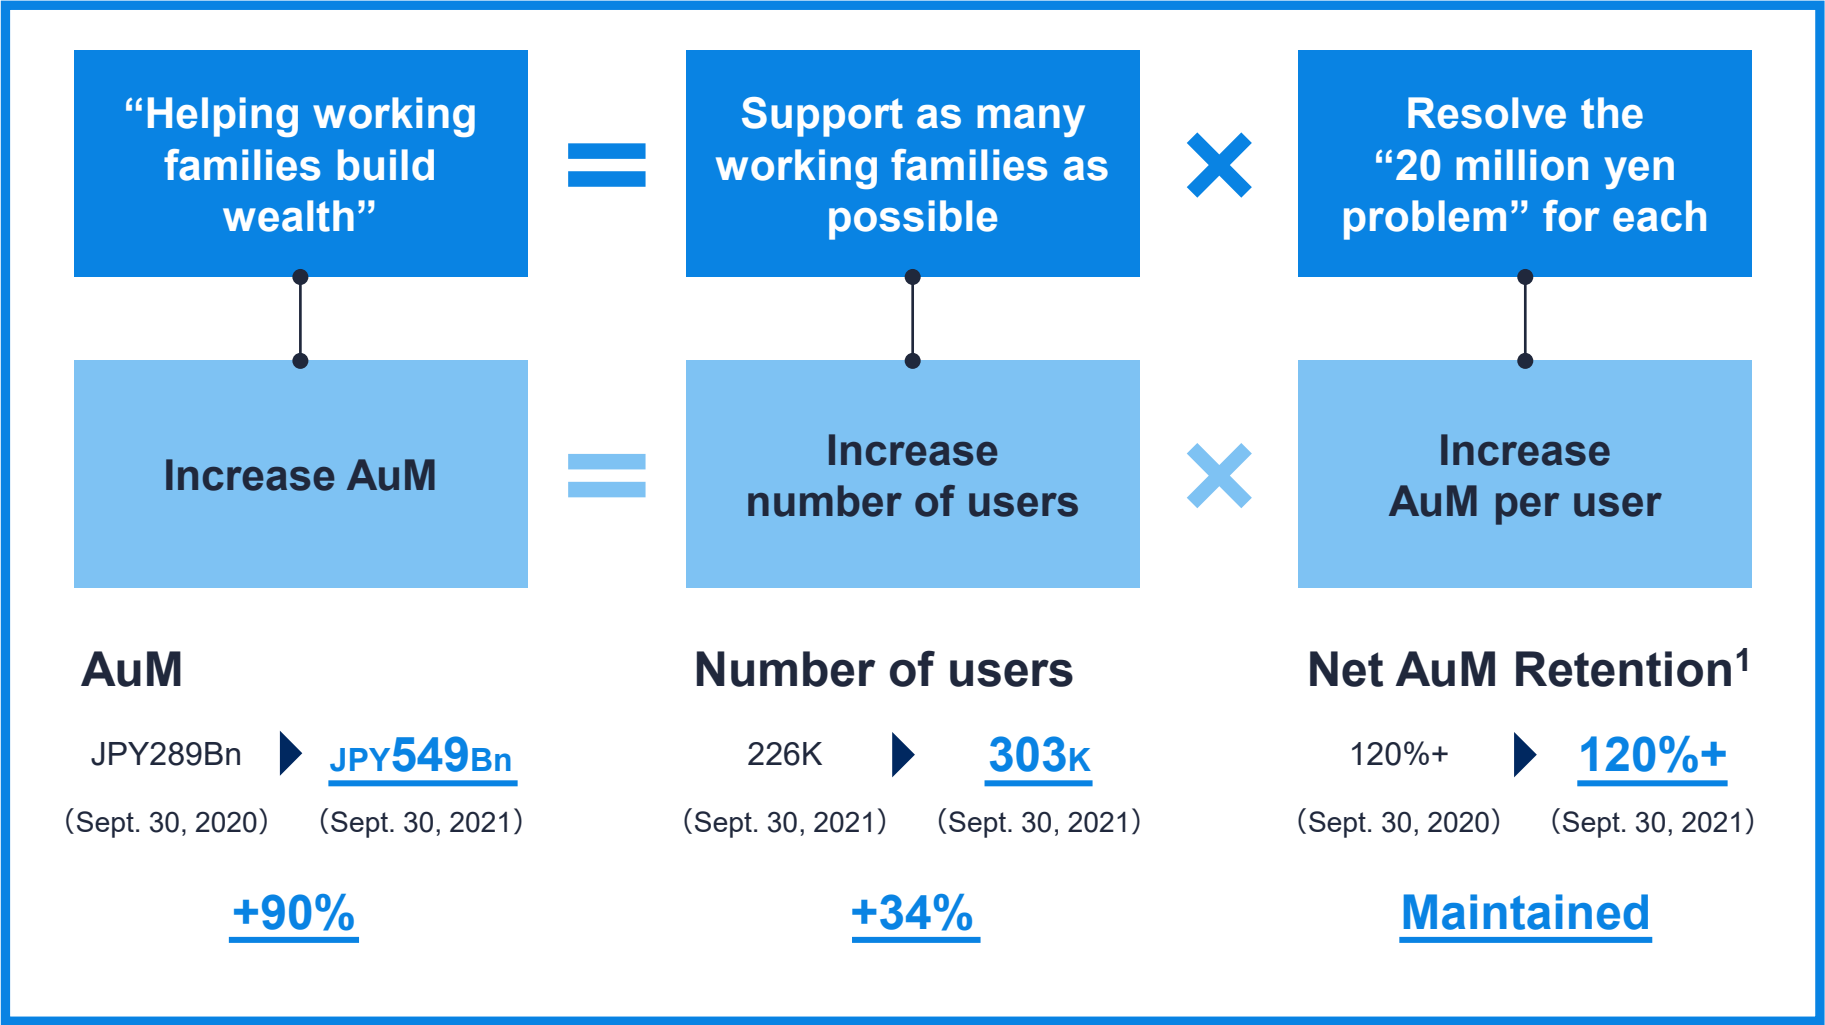 “Helping working
families build
wealth”
=
Support as many
working families as
possible
×
Resolve the
“20 million yen
problem” for each
Increase AuM
=
Increase
number of users
×
Increase
AuM per user
AuM
JPY289Bn
JPY549Bn
(Sept. 30, 2020)
(Sept. 30, 2021)
+90%
Number of users
226K
303K
(Sept. 30, 2021)
(Sept. 30, 2021)
+34%
Net AuM Retention¹
120%+
120%+
(Sept. 30, 2020)
(Sept. 30, 2021)
Maintained